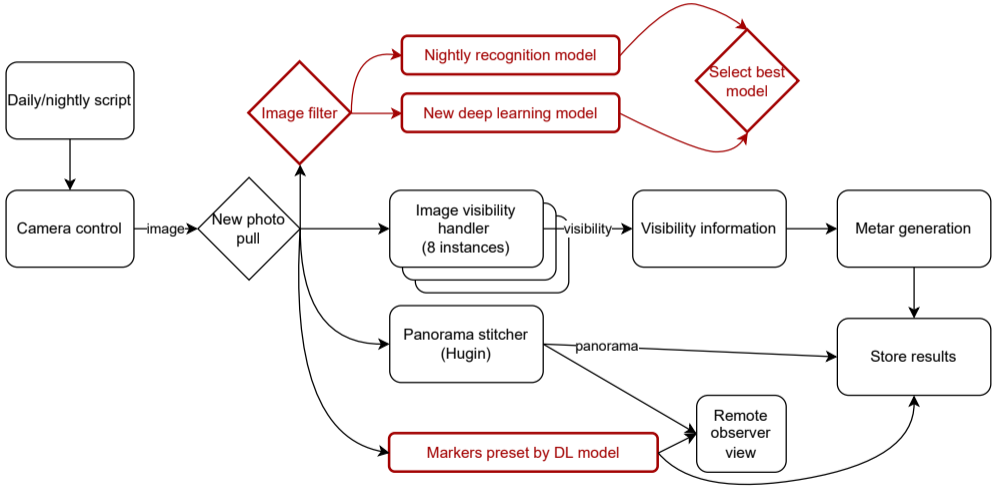 Nightly recognition model
Select best
model
Daily/nightly script
Image filter
New deep learning model
Camera control
image
New photo
pull
Image visibility
handler
(8 instances)
visibility
Visibility information
Metar generation
Panorama stitcher
(Hugin)
panorama
Store results
Remote
observer
view
Markers preset by DL model